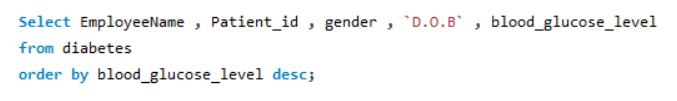 Select EmployeeName , Patient_id , gender , `D.O.B` , blood_glucose_level
from diabetes
order by blood_glucose_level desc;